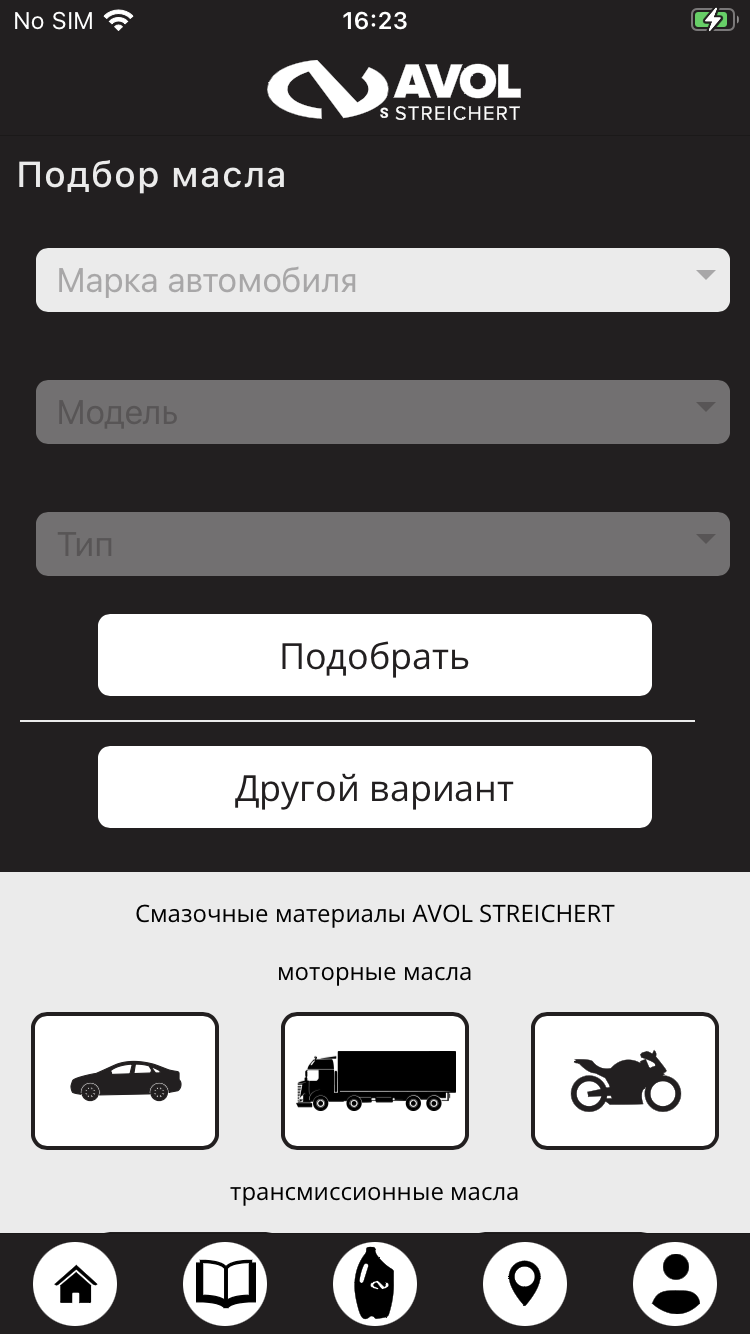 No SIM 16:23
AVOL
S STREICHERT
Подбор масла
Марка автомобиля
Модель
Тип
Подобрать
Другой вариант
Смазочные материалы AVOL STREICHERT
моторные масла
трансмиссионные масла